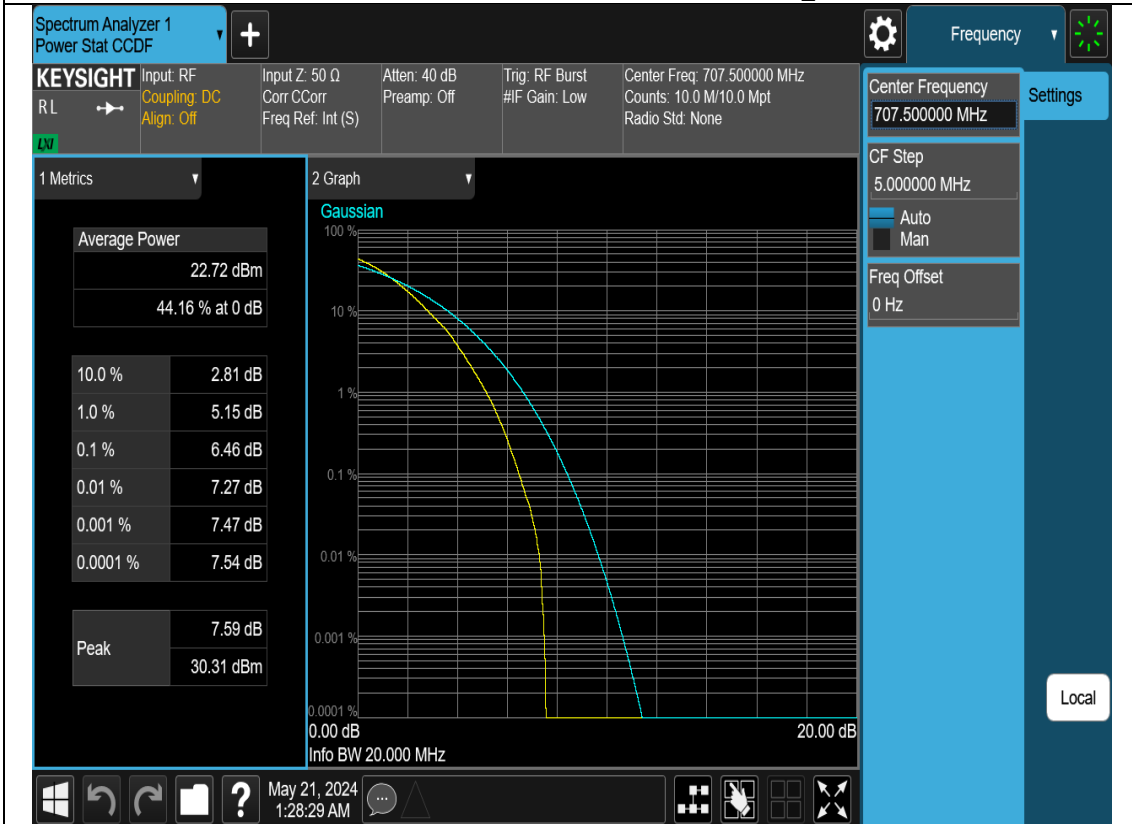 Spectrum Analyzer 1
Power Stat CCDF
+
Frequency
KEYSIGHT
RL
LXI
Input: RF
Coupling: DC
Align: Off
Input Z: 50 Ω
Corr CCorr
Freq Ref: Int (S)
Atten: 40 dB
Preamp: Off
Trig: RF Burst
#IF Gain: Low
Center Freq: 707.500000 MHz
Counts: 10.0 M/10.0 Mpt
Radio Std: None
Center Frequency
707.500000 MHz
Settings
CF Step
5.000000 MHz
Auto
Man
Freq Offset
0 Hz
1 Metrics
Average Power
22.72 dBm
44.16 % at 0 dB
10.0 % 2.81 dB
1.0 % 5.15 dB
0.1 % 6.46 dB
0.01 % 7.27 dB
0.001 % 7.47 dB
0.0001 % 7.54 dB
Peak
7.59 dB
30.31 dBm
2 Graph
Gaussian
100 %
10 %
1 %
0.1 %
0.01 %
0.001 %
0.0001 %
0.00 dB 20.00 dB
Info BW 20.000 MHz
Local
?
May 21, 2024
1:28:29 AM